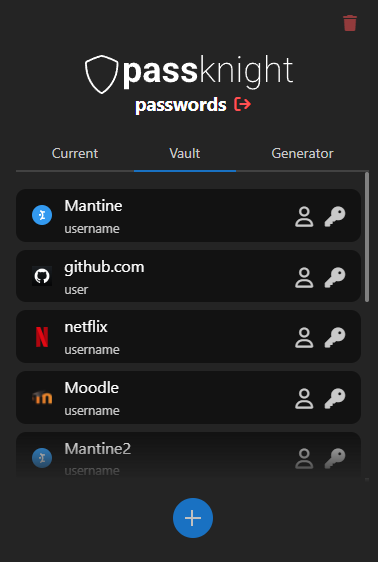 passknight
passwords
Current Vault Generator
Mantine
username
github.com
user
netflix
username
Moodle
username
Mantine2
username